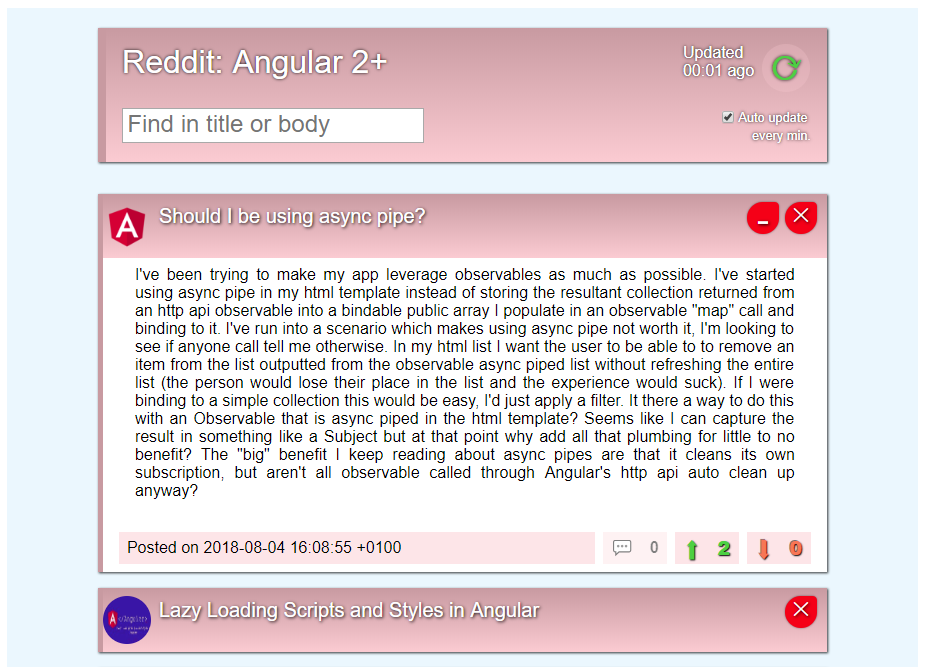 Reddit: Angular 2+
Updated
00:01 ago
Find in title or body
Auto update
every min.
A
Should I be using async pipe?
I've been trying to make my app leverage observables as much as possible. I've started
using async pipe in my html template instead of storing the resultant collection returned from
an http api observable into a bindable public array I populate in an observable "map" call and
binding to it. I've run into a scenario which makes using async pipe not worth it, I'm looking to
see if anyone call tell me otherwise. In my html list I want the user to be able to to remove an
item from the list outputted from the observable async piped list without refreshing the entire
list (the person would lose their place in the list and the experience would suck). If I were
binding to a simple collection this would be easy, I'd just apply a filter. It there a way to do this
with an Observable that is async piped in the html template? Seems like I can capture the
result in something like a Subject but at that point why add all that plumbing for little to no
benefit? The "big" benefit I keep reading about async pipes are that it cleans its own
subscription, but aren't all observable called through Angular's http api auto clean up
anyway?
Posted on 2018-08-04 16:08:55 +0100
0
2
0
Lazy Loading Scripts and Styles in Angular